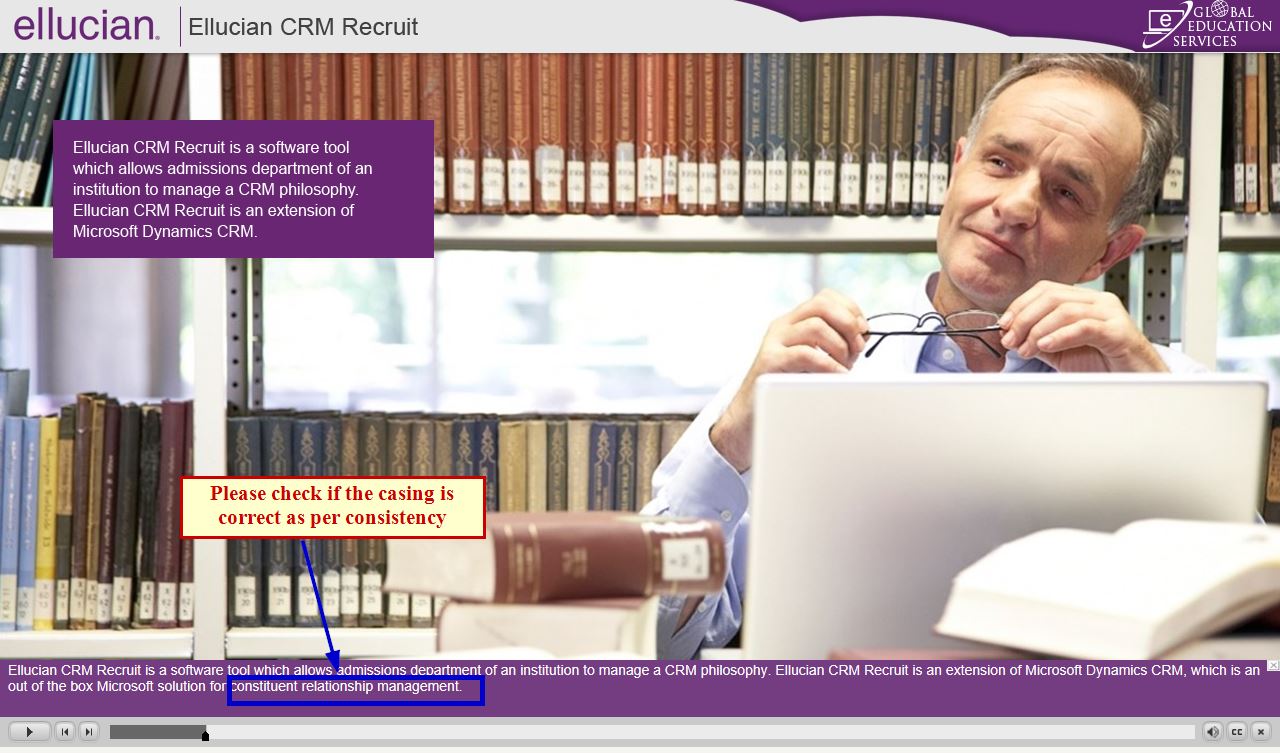 ellucian
Ellucian CRM Recruit
e
GLOBAL
EDUCATION
SERVICES
Ellucian CRM Recruit is a software tool
which allows admissions department of an
institution to manage a CRM philosophy.
Ellucian CRM Recruit is an extension of
Microsoft Dynamics CRM.
Please check if the casing is
correct as per consistency
Ellucian CRM Recruit is a software tool which allows admissions department of an institution to manage a CRM philosophy. Ellucian CRM Recruit is an extension of Microsoft Dynamics CRM, which is an
out of the box Microsoft solution for constituent relationship management.
CC